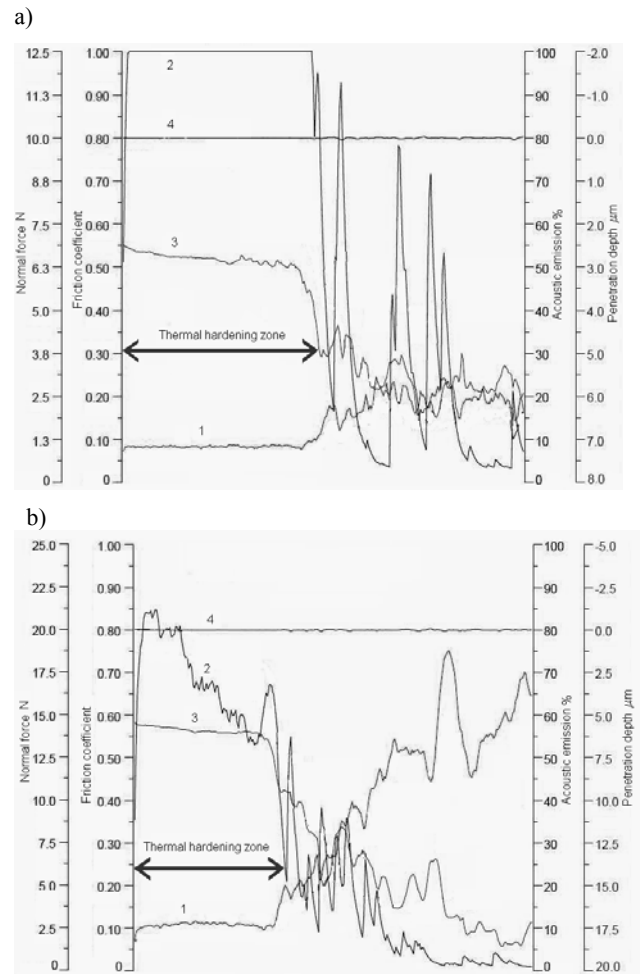 a)
12.5 1.00 100 -2.0
2
11.3 0.90 90 -1.0
4
10.0 0.80 80 -0.0
8.8 0.70 70 1.0
7.5 0.60 60 2.0
3
6.3 0.50 50 3.0
5.0 0.40 40 4.0
Thermal hardening zone
3.8 0.30 30 5.0
2.5 0.20 20 6.0
1
1.3 0.10 10 7.0
0 0 0 8.0
Normal force N
Friction coefficient
Acoustic emission %
Penetration depth μm
b)
25.0 1.00 100 -5.0
22.5 0.90 90 -2.5
4
20.0 0.80 80 -0.0
2
17.5 0.70 70 2.5
15.0 0.60 60 5.0
3
12.5 0.50 50 7.5
10.0 0.40 40 10.0
7.5 0.30 30 12.5
Thermal hardening zone
5.0 0.20 20 15.0
1
2.5 0.10 10 17.5
0 0 0 20.0
Normal force N
Friction coefficient
Acoustic emission %
Penetration depth μm